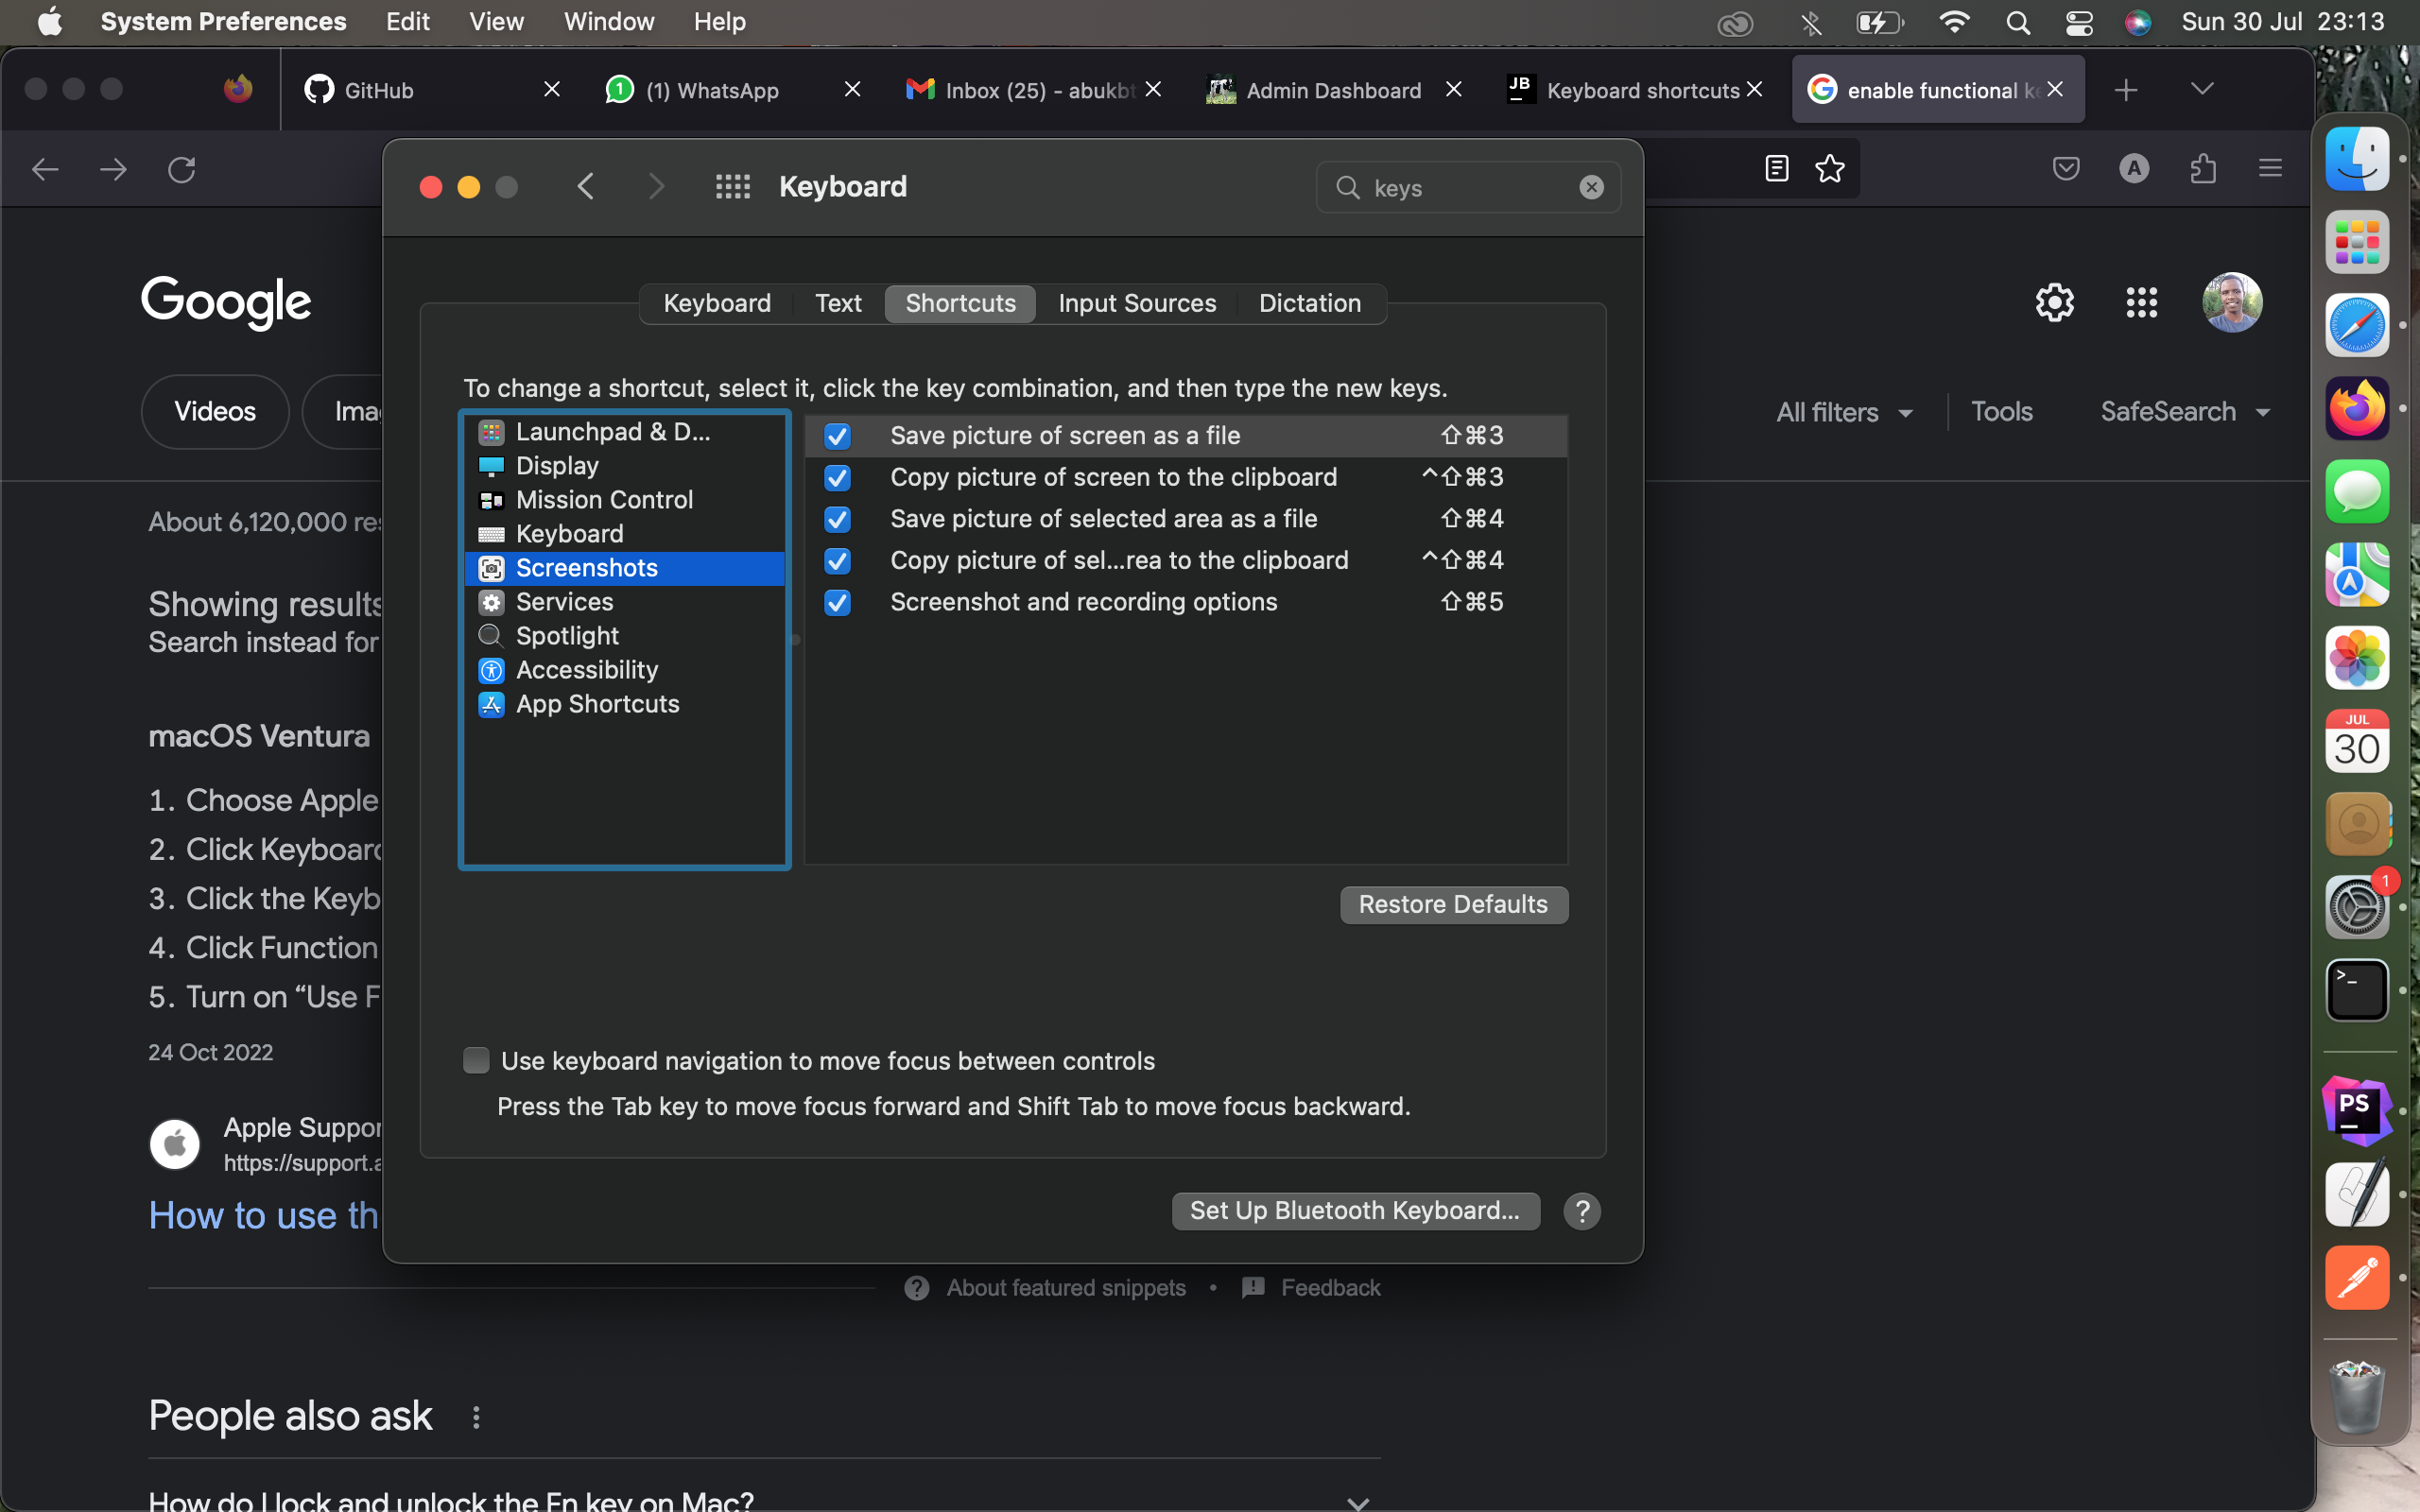 System Preferences Edit View Window Help Sun 30 Jul 23:13
GitHub 1 (1) WhatsApp Inbox (25) - abukbt Admin Dashboard JB Keyboard shortcuts enable functional ke
A
Keyboard
keys
Google
Keyboard Text Shortcuts Input Sources Dictation
Videos
Ima
All filters Tools SafeSearch
To change a shortcut, select it, click the key combination, and then type the new keys.
Launchpad & D...
Display
Mission Control
Keyboard
Screenshots
Services
Spotlight
Accessibility
App Shortcuts
Save picture of screen as a file ⇧⌘3
Copy picture of screen to the clipboard ^⇧⌘3
Save picture of selected area as a file ⇧⌘4
Copy picture of sel...rea to the clipboard ^⇧⌘4
Screenshot and recording options ⇧⌘5
Restore Defaults
Use keyboard navigation to move focus between controls
Press the Tab key to move focus forward and Shift Tab to move focus backward.
Set Up Bluetooth Keyboard... ?
About 6,120,000 res
Showing results
Search instead for
macOS Ventura
1. Choose Apple
2. Click Keyboard
3. Click the Keyb
4. Click Function
5. Turn on “Use F
24 Oct 2022
Apple Suppor
https://support.a
How to use th
About featured snippets • Feedback
People also ask
How do I lock and unlock the Fn key on Mac?
JUL
30
1
>_
PS